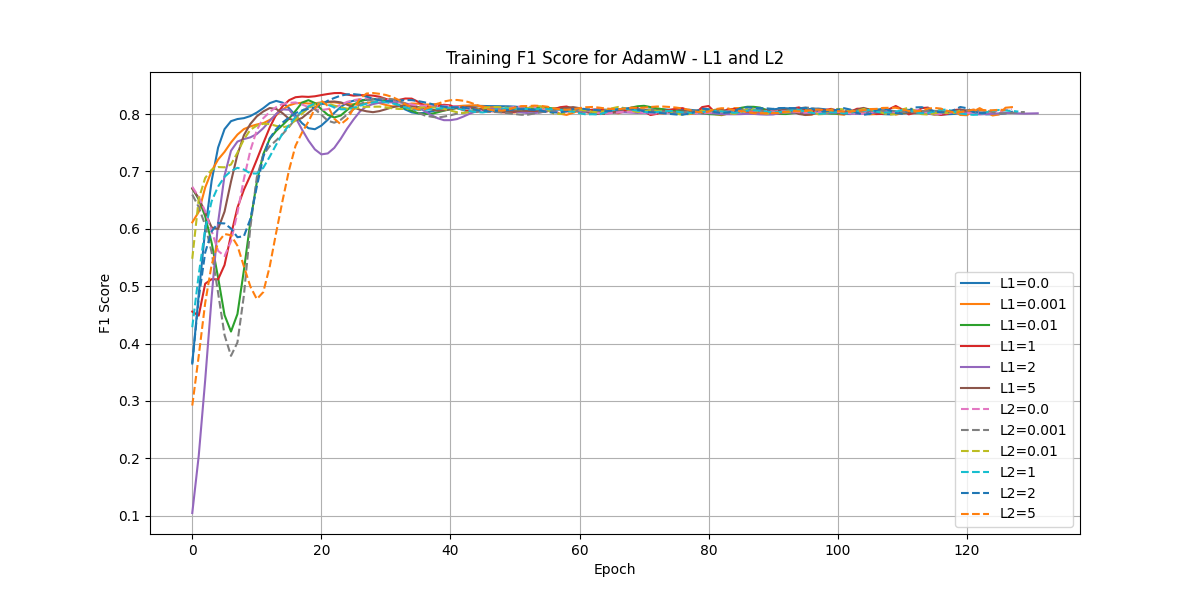 Training F1 Score for AdamW - L1 and L2
F1 Score
0.8
0.7
0.6
0.5
0.4
0.3
0.2
0.1
0 20 40 60 80 100 120
Epoch
L1=0.0
L1=0.001
L1=0.01
L1=1
L1=2
L1=5
L2=0.0
L2=0.001
L2=0.01
L2=1
L2=2
L2=5